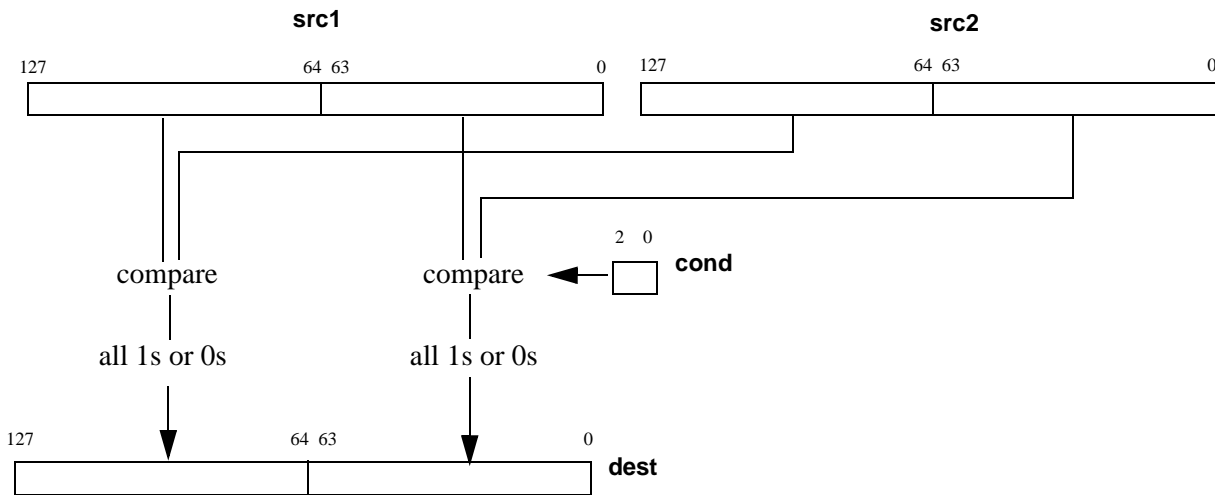 src1 src2
127 64 63 0 127 64 63 0
2 0
compare compare cond
all 1s or 0s all 1s or 0s
127 64 63 0
dest